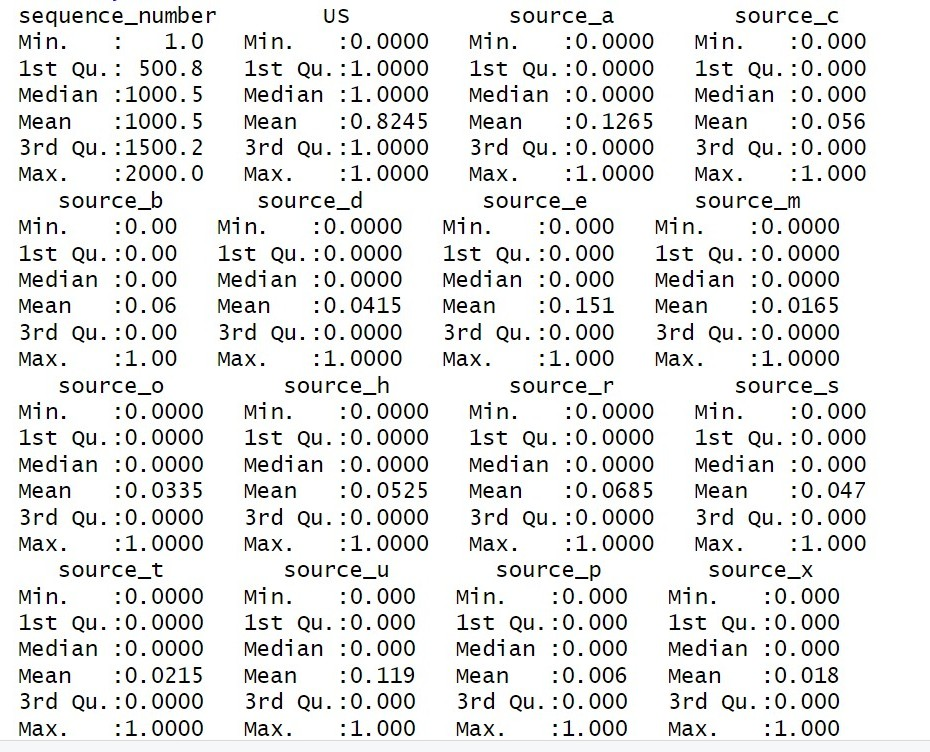 sequence_number US source_a source_c
Min. : 1.0 Min. :0.0000 Min. :0.0000 Min. :0.000
1st Qu.: 500.8 1st Qu.:1.0000 1st Qu.:0.0000 1st Qu.:0.000
Median :1000.5 Median :1.0000 Median :0.0000 Median :0.000
Mean :1000.5 Mean :0.8245 Mean :0.1265 Mean :0.056
3rd Qu.:1500.2 3rd Qu.:1.0000 3rd Qu.:0.0000 3rd Qu.:0.000
Max. :2000.0 Max. :1.0000 Max. :1.0000 Max. :1.000
source_b source_d source_e source_m
Min. :0.00 Min. :0.0000 Min. :0.000 Min. :0.0000
1st Qu.:0.00 1st Qu.:0.0000 1st Qu.:0.000 1st Qu.:0.0000
Median :0.00 Median :0.0000 Median :0.000 Median :0.0000
Mean :0.06 Mean :0.0415 Mean :0.151 Mean :0.0165
3rd Qu.:0.00 3rd Qu.:0.0000 3rd Qu.:0.000 3rd Qu.:0.0000
Max. :1.00 Max. :1.0000 Max. :1.000 Max. :1.0000
source_o source_h source_r source_s
Min. :0.0000 Min. :0.0000 Min. :0.0000 Min. :0.000
1st Qu.:0.0000 1st Qu.:0.0000 1st Qu.:0.0000 1st Qu.:0.000
Median :0.0000 Median :0.0000 Median :0.0000 Median :0.000
Mean :0.0335 Mean :0.0525 Mean :0.0685 Mean :0.047
3rd Qu.:0.0000 3rd Qu.:0.0000 3rd Qu.:0.0000 3rd Qu.:0.000
Max. :1.0000 Max. :1.0000 Max. :1.0000 Max. :1.000
source_t source_u source_p source_x
Min. :0.0000 Min. :0.000 Min. :0.000 Min. :0.000
1st Qu.:0.0000 1st Qu.:0.000 1st Qu.:0.000 1st Qu.:0.000
Median :0.0000 Median :0.000 Median :0.000 Median :0.000
Mean :0.0215 Mean :0.119 Mean :0.006 Mean :0.018
3rd Qu.:0.0000 3rd Qu.:0.000 3rd Qu.:0.000 3rd Qu.:0.000
Max. :1.0000 Max. :1.000 Max. :1.000 Max. :1.000